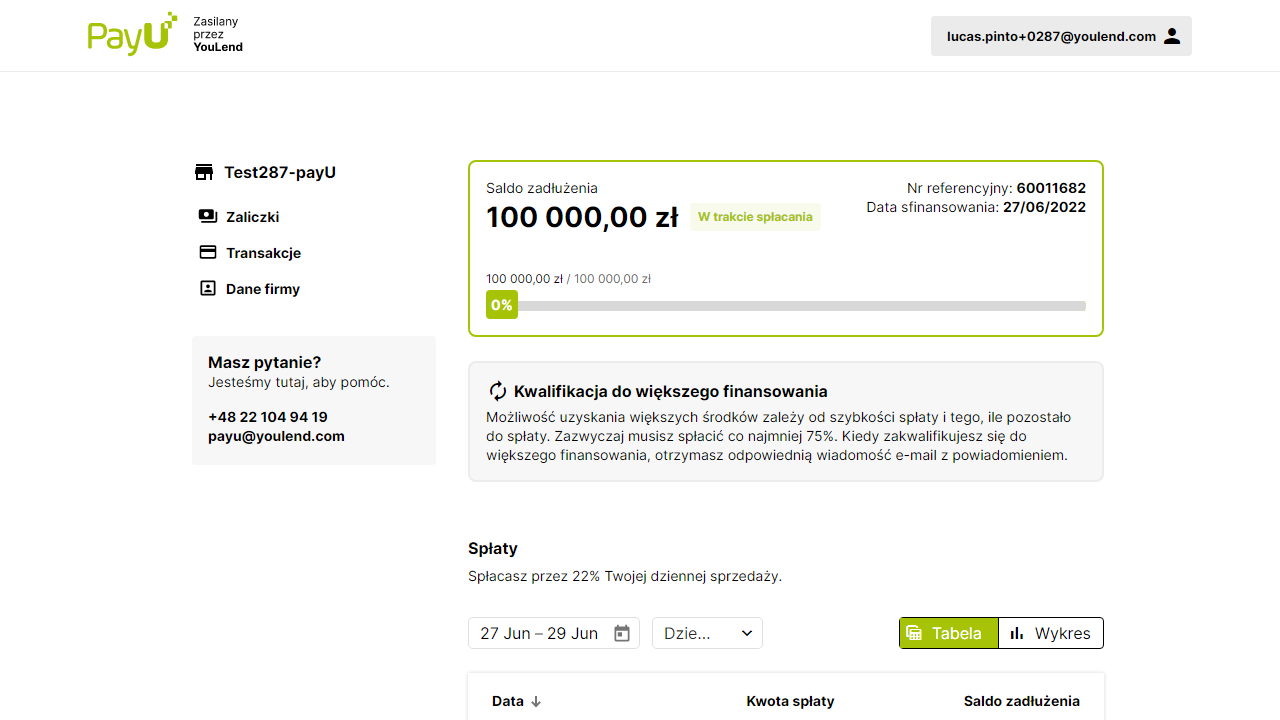 PayU
Zasilany
przez
YouLend
lucas.pinto+0287@youlend.com
Test287-payU
Zaliczki
Transakcje
Dane firmy
Masz pytanie?
Jesteśmy tutaj, aby pomóc.
+48 22 104 94 19
payu@youlend.com
Saldo zadłużenia
100 000,00 zł
W trakcie spłacania
Nr referencyjny: 60011682
Data sfinansowania: 27/06/2022
100 000,00 zł / 100 000,00 zł
0%
Kwalifikacja do większego finansowania
Możliwość uzyskania większych środków zależy od szybkości spłaty i tego, ile pozostało
do spłaty. Zazwyczaj musisz spłacić co najmniej 75%. Kiedy zakwalifikujesz się do
większego finansowania, otrzymasz odpowiednią wiadomość e-mail z powiadomieniem.
Spłaty
Spłacasz przez 22% Twojej dziennej sprzedaży.
27 Jun – 29 Jun
Dzie...
Tabela
Wykres
Data
Kwota spłaty
Saldo zadłużenia